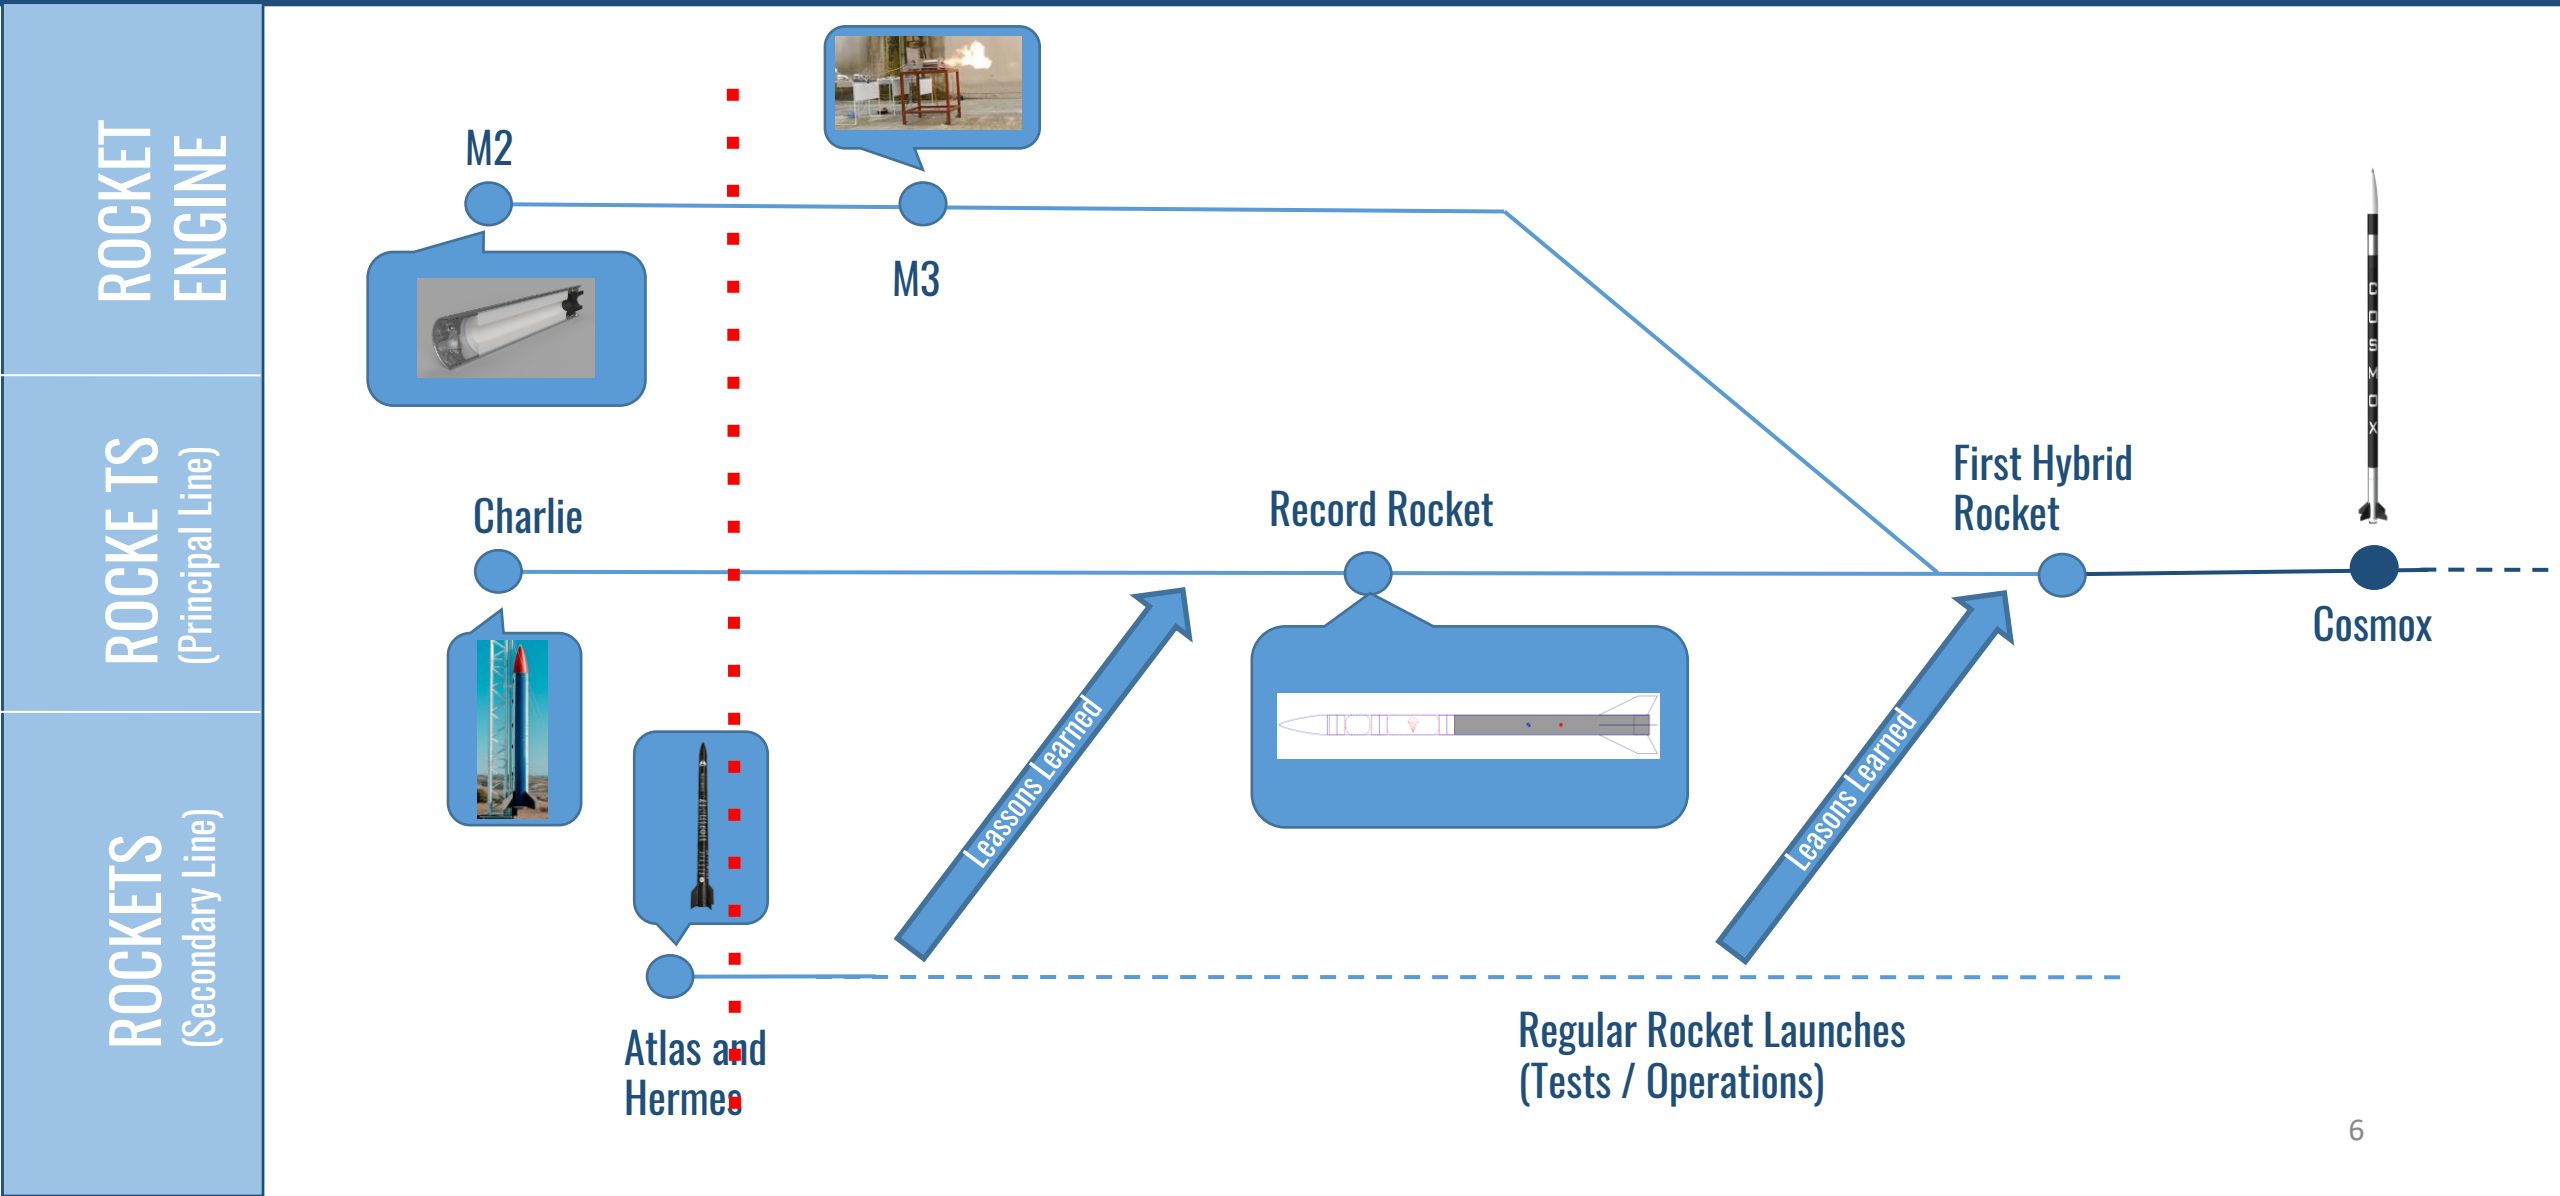 ROCKET
ENGINE
ROCKE TS
(Principal Line)
ROCKETS
(Secondary Line)
M2
M3
Charlie
Record Rocket
First Hybrid
Rocket
COSMOX
Cosmox
Leassons Learned
Leasons Learned
Atlas and
Hermes
Regular Rocket Launches
(Tests / Operations)
6